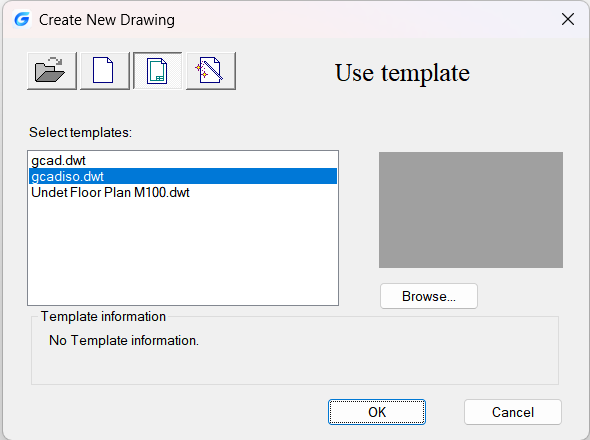 Create New Drawing
Use template
Select templates:
gcad.dwt
gcadiso.dwt
Undet Floor Plan M100.dwt
Browse...
Template information
No Template information.
OK
Cancel